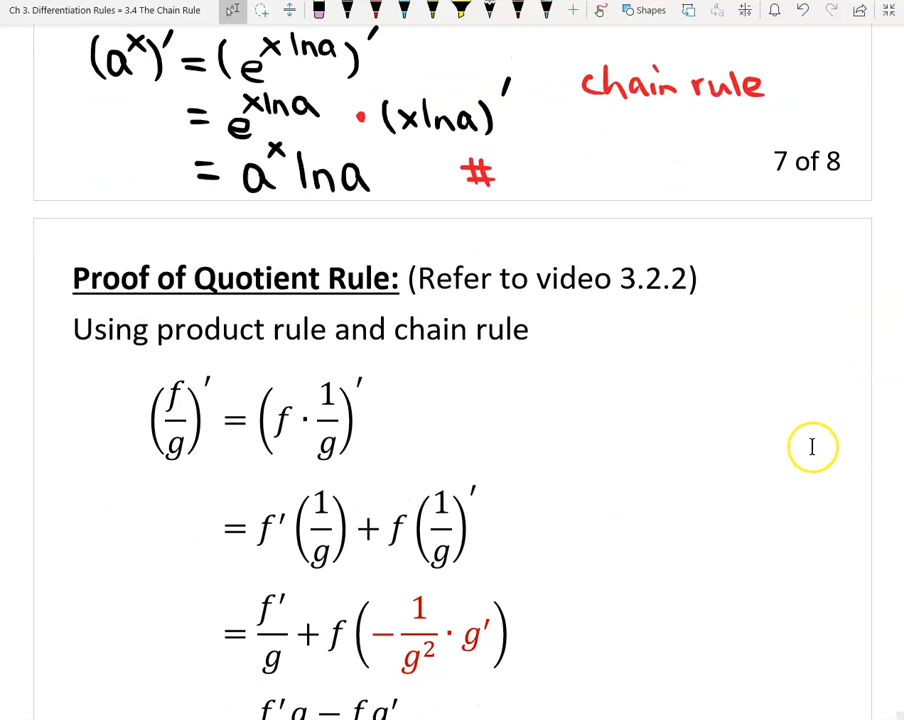 Ch 3. Differentiation Rules » 3.4 The Chain Rule
Shapes
(a^x)' = (e^{x ln a})'
chain rule
= e^{x ln a} · (x ln a)'
= a^x ln a #
7 of 8
Proof of Quotient Rule: (Refer to video 3.2.2)
Using product rule and chain rule
(f/g)' = (f · 1/g)'
= f'(1/g) + f(1/g)'
= f'/g + f(−1/g² · g')
f'g − fg'